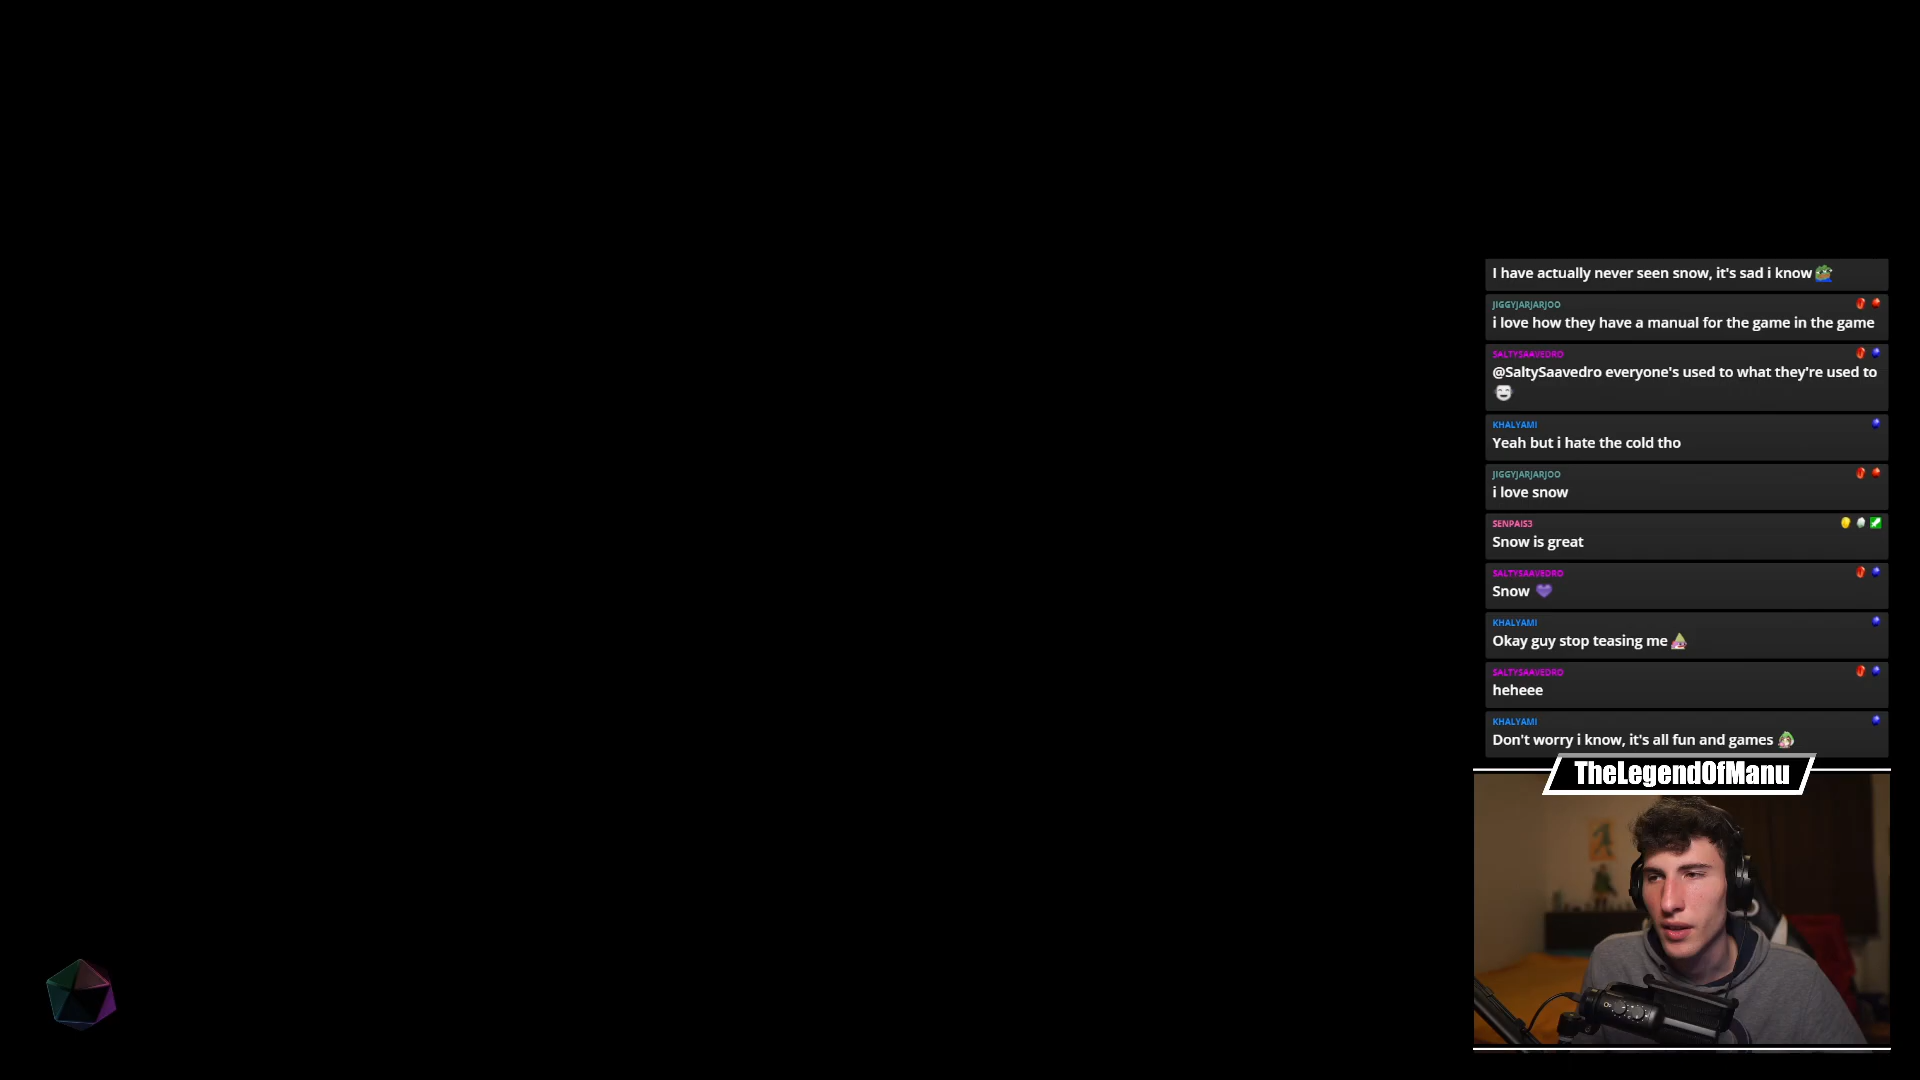 I have actually never seen snow, it's sad i know
JIGGYJARJARJOO
i love how they have a manual for the game in the game
SALTYSAAVEDRO
@SaltySaavedro everyone's used to what they're used to
KHALYAMI
Yeah but i hate the cold tho
JIGGYJARJARJOO
i love snow
SENPAIS3
Snow is great
SALTYSAAVEDRO
Snow 💜
KHALYAMI
Okay guy stop teasing me
SALTYSAAVEDRO
heheee
KHALYAMI
Don't worry i know, it's all fun and games
TheLegendOfManu